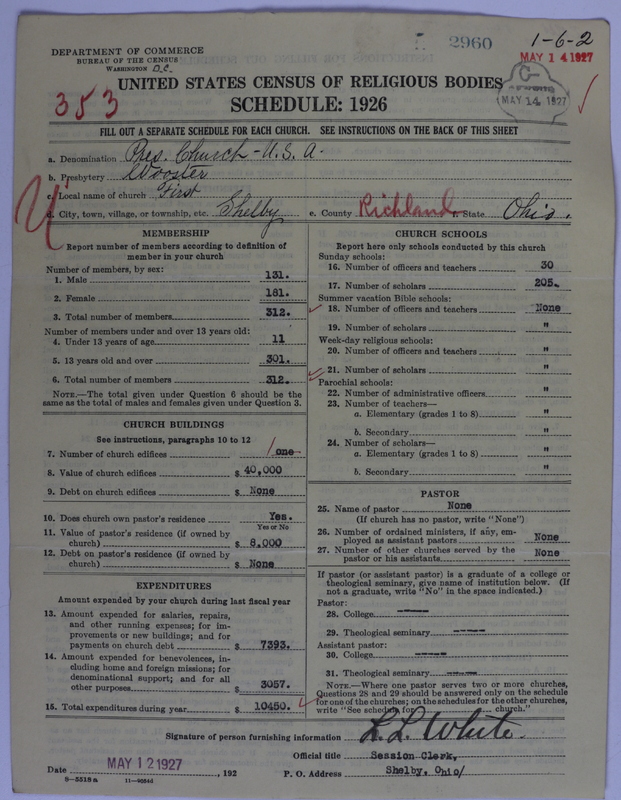 DEPARTMENT OF COMMERCE
BUREAU OF THE CENSUS
WASHINGTON D.C.
2960
1-6-2
MAY 14 1927
G
MAY 14 1927
353
UNITED STATES CENSUS OF RELIGIOUS BODIES
SCHEDULE: 1926
FILL OUT A SEPARATE SCHEDULE FOR EACH CHURCH. SEE INSTRUCTIONS ON THE BACK OF THIS SHEET
a. Denomination Pres. Church - U.S.A.
b. Presbytery Wooster
c. Local name of church First
d. City, town, village, or township, etc. Shelby e. County Richland f. State Ohio.
MEMBERSHIP
Report number of members according to definition of
member in your church
Number of members, by sex:
1. Male 131.
2. Female 181.
3. Total number of members 312.
Number of members under and over 13 years old:
4. Under 13 years of age 11
5. 13 years old and over 301.
6. Total number of members 312.
NOTE.—The total given under Question 6 should be
same as the total of males and females given under Question 3.
CHURCH BUILDINGS
See instructions, paragraphs 10 to 12
7. Number of church edifices 1 one
8. Value of church edifices $ 40,000
9. Debt on church edifices $ None
10. Does church own pastor's residence Yes.
Yes or No
11. Value of pastor's residence (if owned by
church) $ 8,000
12. Debt on pastor's residence (if owned by
church) $ None
EXPENDITURES
Amount expended by your church during last fiscal year
13. Amount expended for salaries, repairs,
and other running expenses; for im-
provements or new buildings; and for
payments on church debt $ 7393.
14. Amount expended for benevolences, in-
cluding home and foreign missions; for
denominational support; and for all
other purposes $ 3057.
15. Total expenditures during year $ 10450.
CHURCH SCHOOLS
Report here only schools conducted by this church
Sunday schools:
16. Number of officers and teachers 30
17. Number of scholars 205.
Summer vacation Bible schools:
18. Number of officers and teachers None
19. Number of scholars "
Week-day religious schools:
20. Number of officers and teachers "
21. Number of scholars "
Parochial schools:
22. Number of administrative officers "
23. Number of teachers—
a. Elementary (grades 1 to 8) "
b. Secondary "
24. Number of scholars—
a. Elementary (grades 1 to 8) "
b. Secondary "
PASTOR
25. Name of pastor None
(If church has no pastor, write "None")
26. Number of ordained ministers, if any, em-
ployed as assistant pastors None
27. Number of other churches served by the
pastor or his assistants None
If pastor (or assistant pastor) is a graduate of a college or
theological seminary, give name of institution below. (If
not a graduate, write "No" in the space indicated.)
Pastor:
28. College -----
29. Theological seminary -----
Assistant pastor:
30. College -----
31. Theological seminary -----
NOTE.—Where one pastor serves two or more churches,
Questions 28 and 29 should be answered only on the schedule
for one of the churches; on the schedules for the other churches,
write "See schedule for church."
Signature of person furnishing information L. L. White.
Official title Session Clerk,
Date MAY 12 1927, 192 P. O. Address Shelby, Ohio/
8-5518a